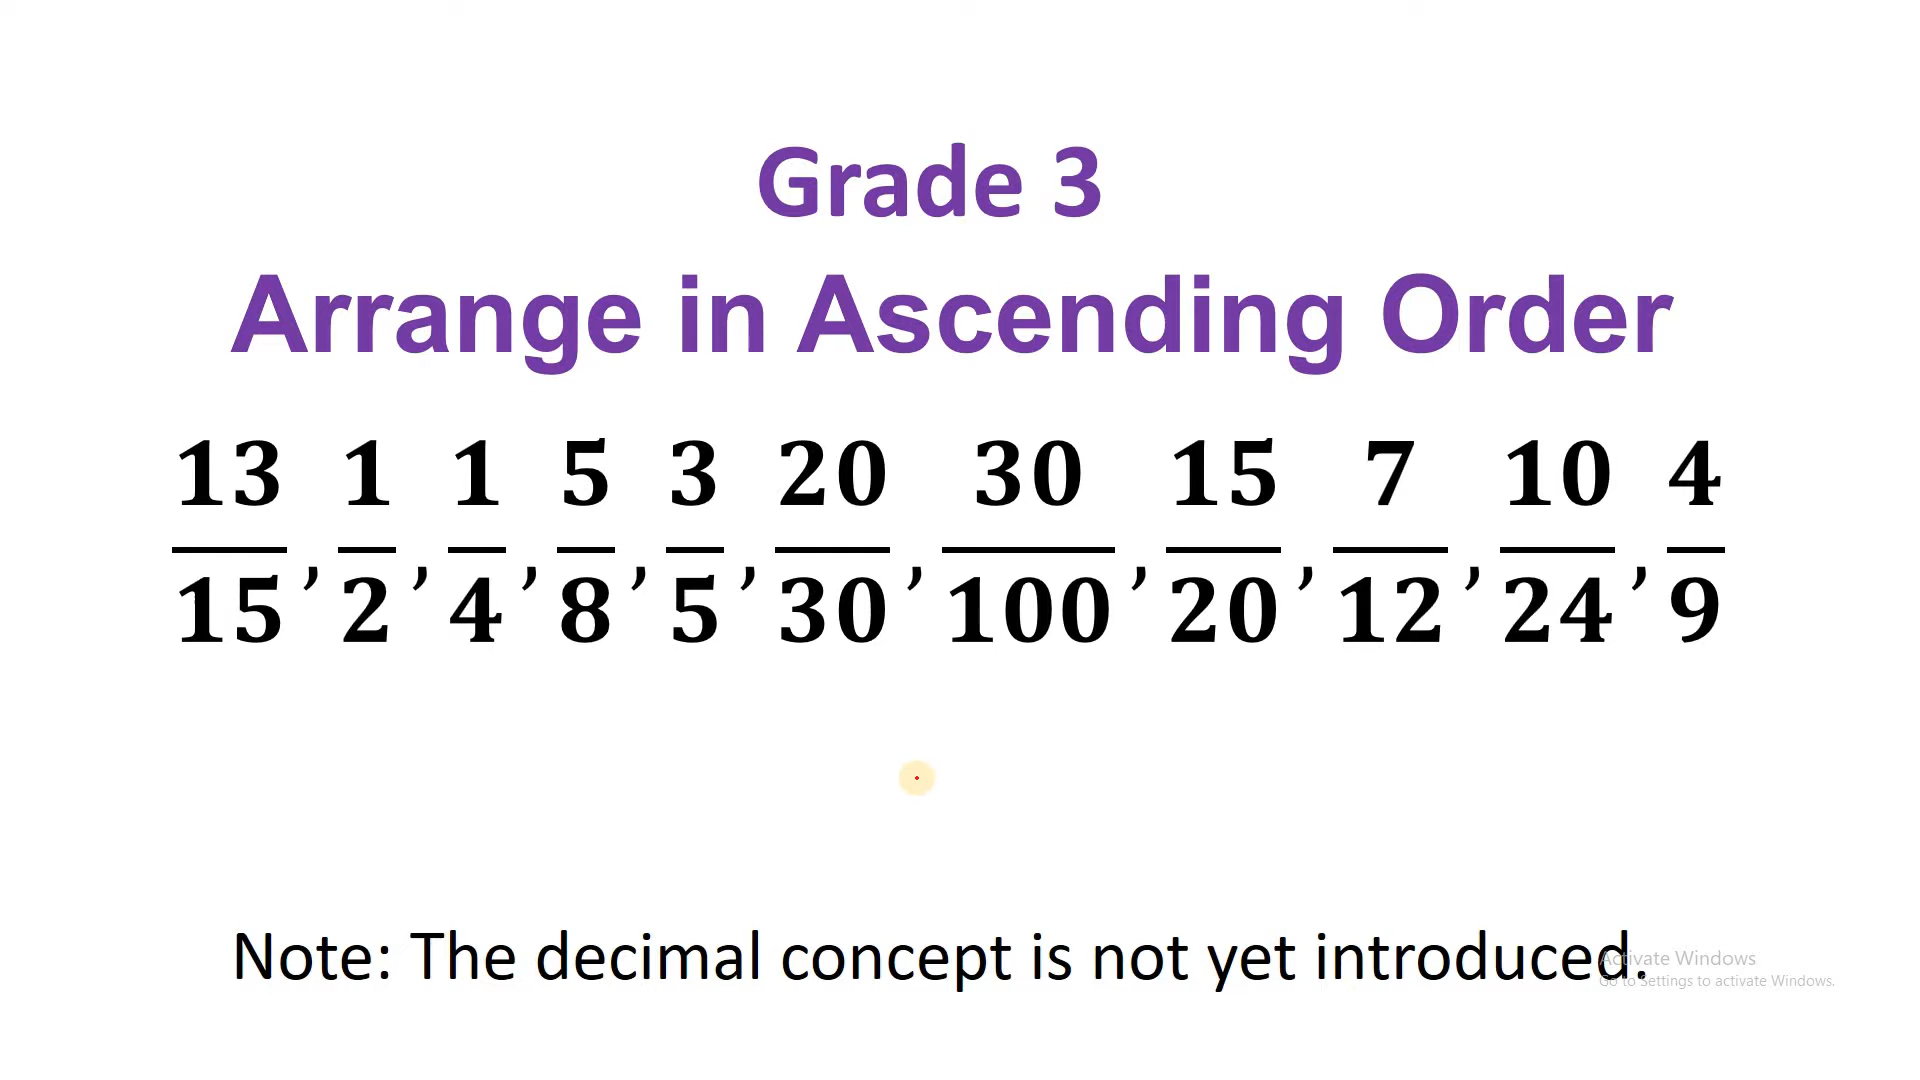 Grade 3
Arrange in Ascending Order
13/15, 1/2, 1/4, 5/8, 3/5, 20/30, 30/100, 15/20, 7/12, 10/24, 4/9
Note: The decimal concept is not yet introduced.
Activate Windows
Go to Settings to activate Windows.